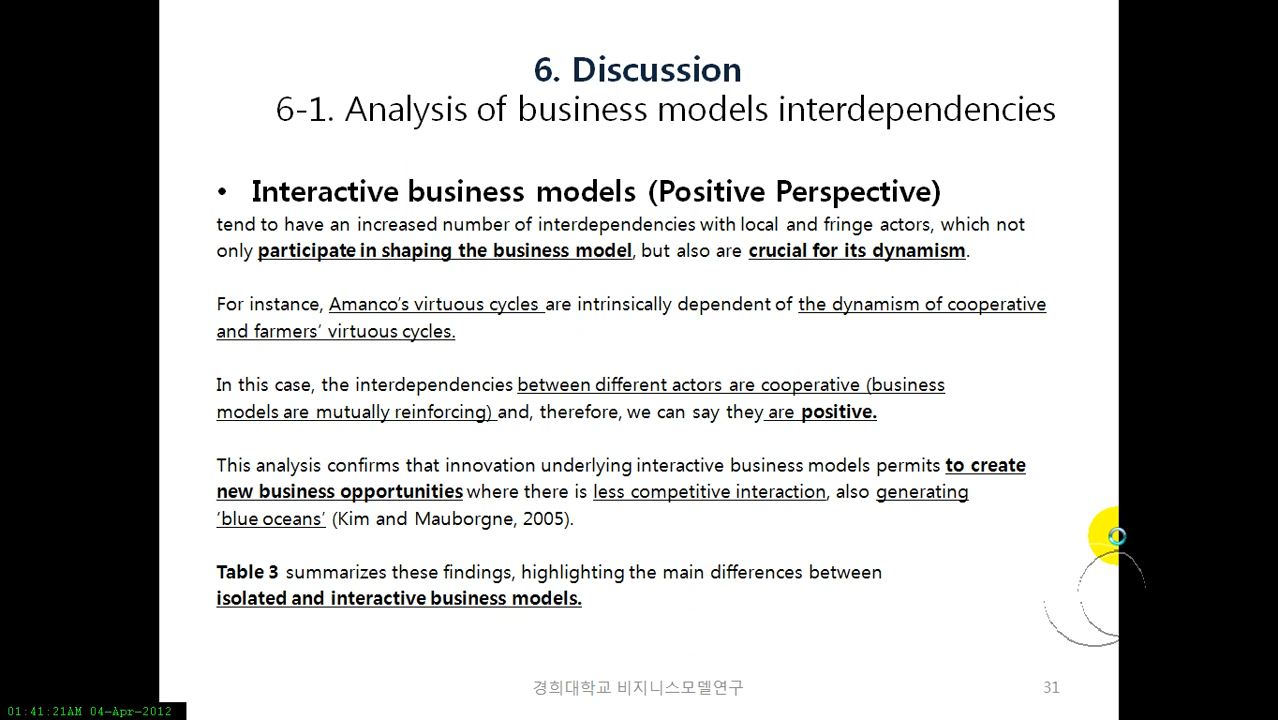 6. Discussion
6-1. Analysis of business models interdependencies
• Interactive business models (Positive Perspective)
tend to have an increased number of interdependencies with local and fringe actors, which not
only participate in shaping the business model, but also are crucial for its dynamism.
For instance, Amanco's virtuous cycles are intrinsically dependent of the dynamism of cooperative
and farmers' virtuous cycles.
In this case, the interdependencies between different actors are cooperative (business
models are mutually reinforcing) and, therefore, we can say they are positive.
This analysis confirms that innovation underlying interactive business models permits to create
new business opportunities where there is less competitive interaction, also generating
'blue oceans' (Kim and Mauborgne, 2005).
Table 3 summarizes these findings, highlighting the main differences between
isolated and interactive business models.
경희대학교 비지니스모델연구
31
01:41:21AM 04-Apr-2012